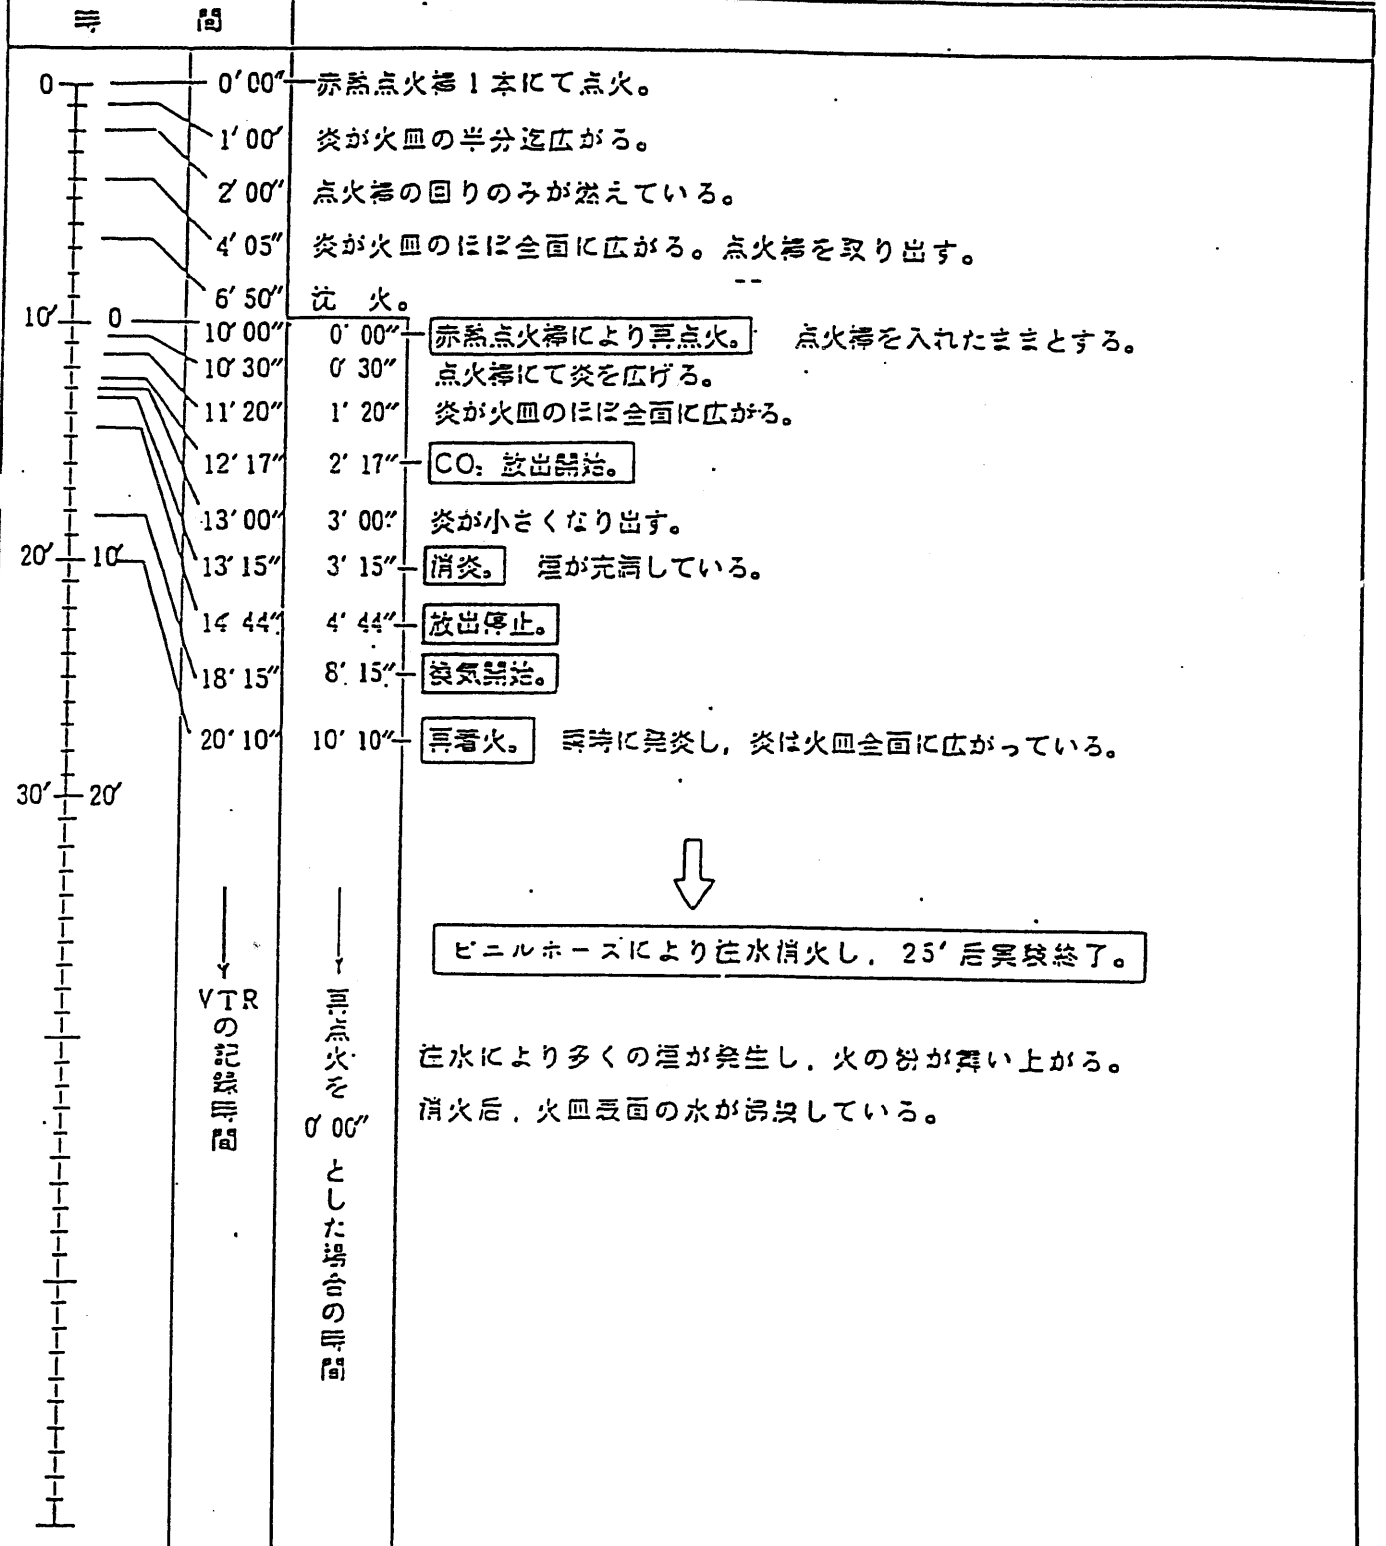 時 間
0 0′00″ 赤熱点火棒1本にて点火。
1′00″ 炎が火皿の半分迄広がる。
2′00″ 点火棒の回りのみが燃えている。
4′05″ 炎が火皿のほぼ全面に広がる。点火棒を取り出す。
6′50″ 沈 火。
10′ 0 10′00″ 0′00″ 赤熱点火棒により再点火。 点火棒を入れたままとする。
10′30″ 0′30″ 点火棒にて炎を広げる。
11′20″ 1′20″ 炎が火皿のほぼ全面に広がる。
12′17″ 2′17″ CO₂ 放出開始。
13′00″ 3′00″ 炎が小さくなり出す。
20′ 10′ 13′15″ 3′15″ 消炎。 煙が充満している。
14′44″ 4′44″ 放出停止。
18′15″ 8′15″ 換気開始。
20′10″ 10′10″ 再着火。 瞬時に発炎し，炎は火皿全面に広がっている。
30′ 20′
ビニルホースにより注水消火し，25′后実験終了。
VTRの記録時間
再点火を0′00″とした場合の時間
注水により多くの煙が発生し，火の粉が舞い上がる。
消火后，火皿表面の水が沸騰している。